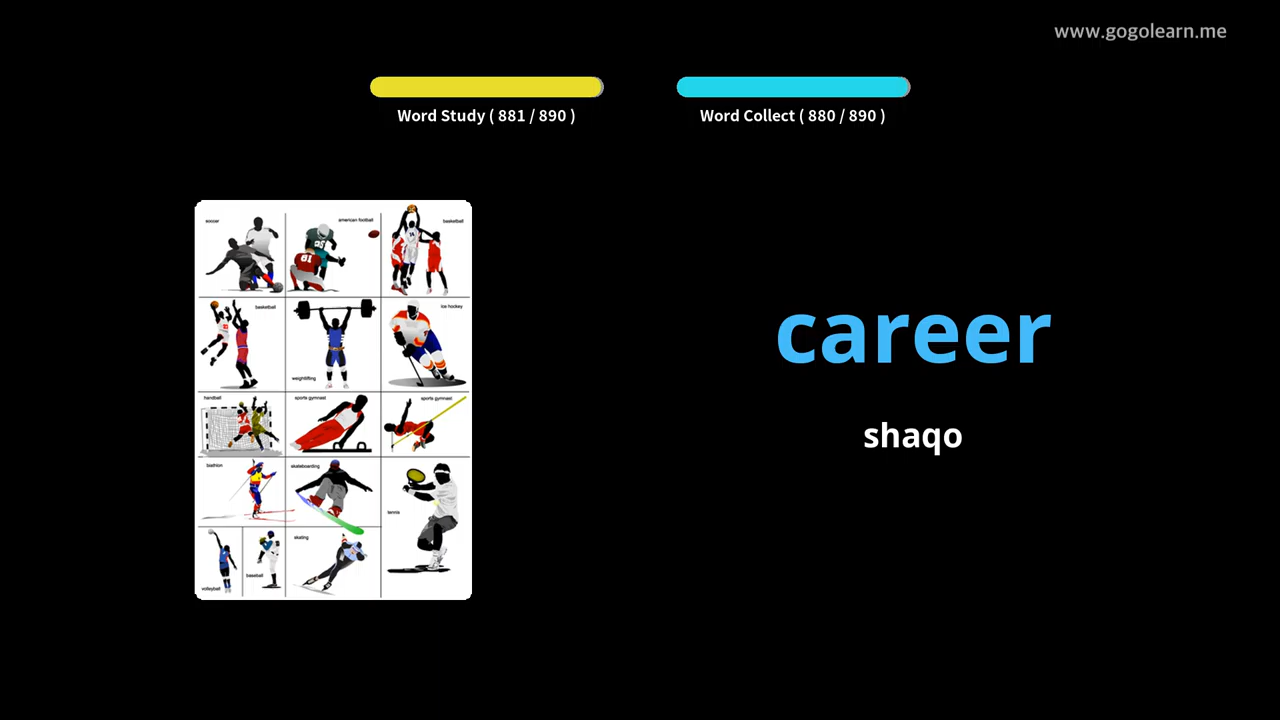 www.gogolearn.me
Word Study ( 881 / 890 )
Word Collect ( 880 / 890 )
soccer
american football
basketball
basketball
weightlifting
ice hockey
handball
sports gymnast
sports gymnast
biathlon
skateboarding
tennis
volleyball
baseball
skating
career
shaqo